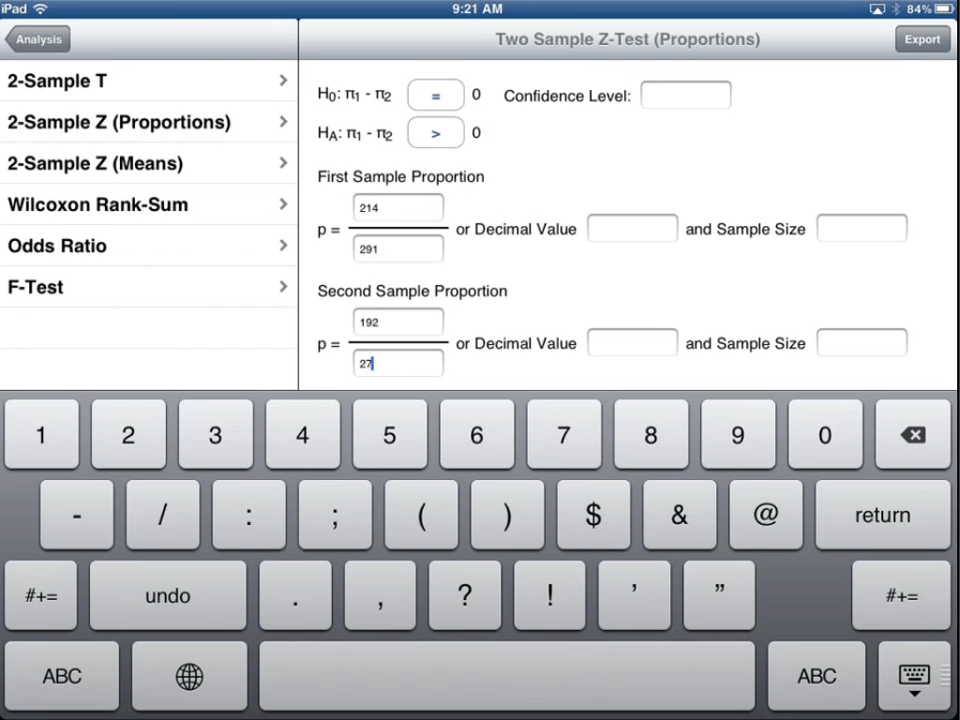 iPad 9:21 AM 84%
Analysis Two Sample Z-Test (Proportions) Export
2-Sample T
2-Sample Z (Proportions)
2-Sample Z (Means)
Wilcoxon Rank-Sum
Odds Ratio
F-Test
H₀: π₁ - π₂ = 0 Confidence Level:
Hᴀ: π₁ - π₂ > 0
First Sample Proportion
214
p = or Decimal Value and Sample Size
291
Second Sample Proportion
192
p = or Decimal Value and Sample Size
27
1 2 3 4 5 6 7 8 9 0
- / : ; ( ) $ & @ return
#+= undo . , ? ! ’ ” #+=
ABC ABC